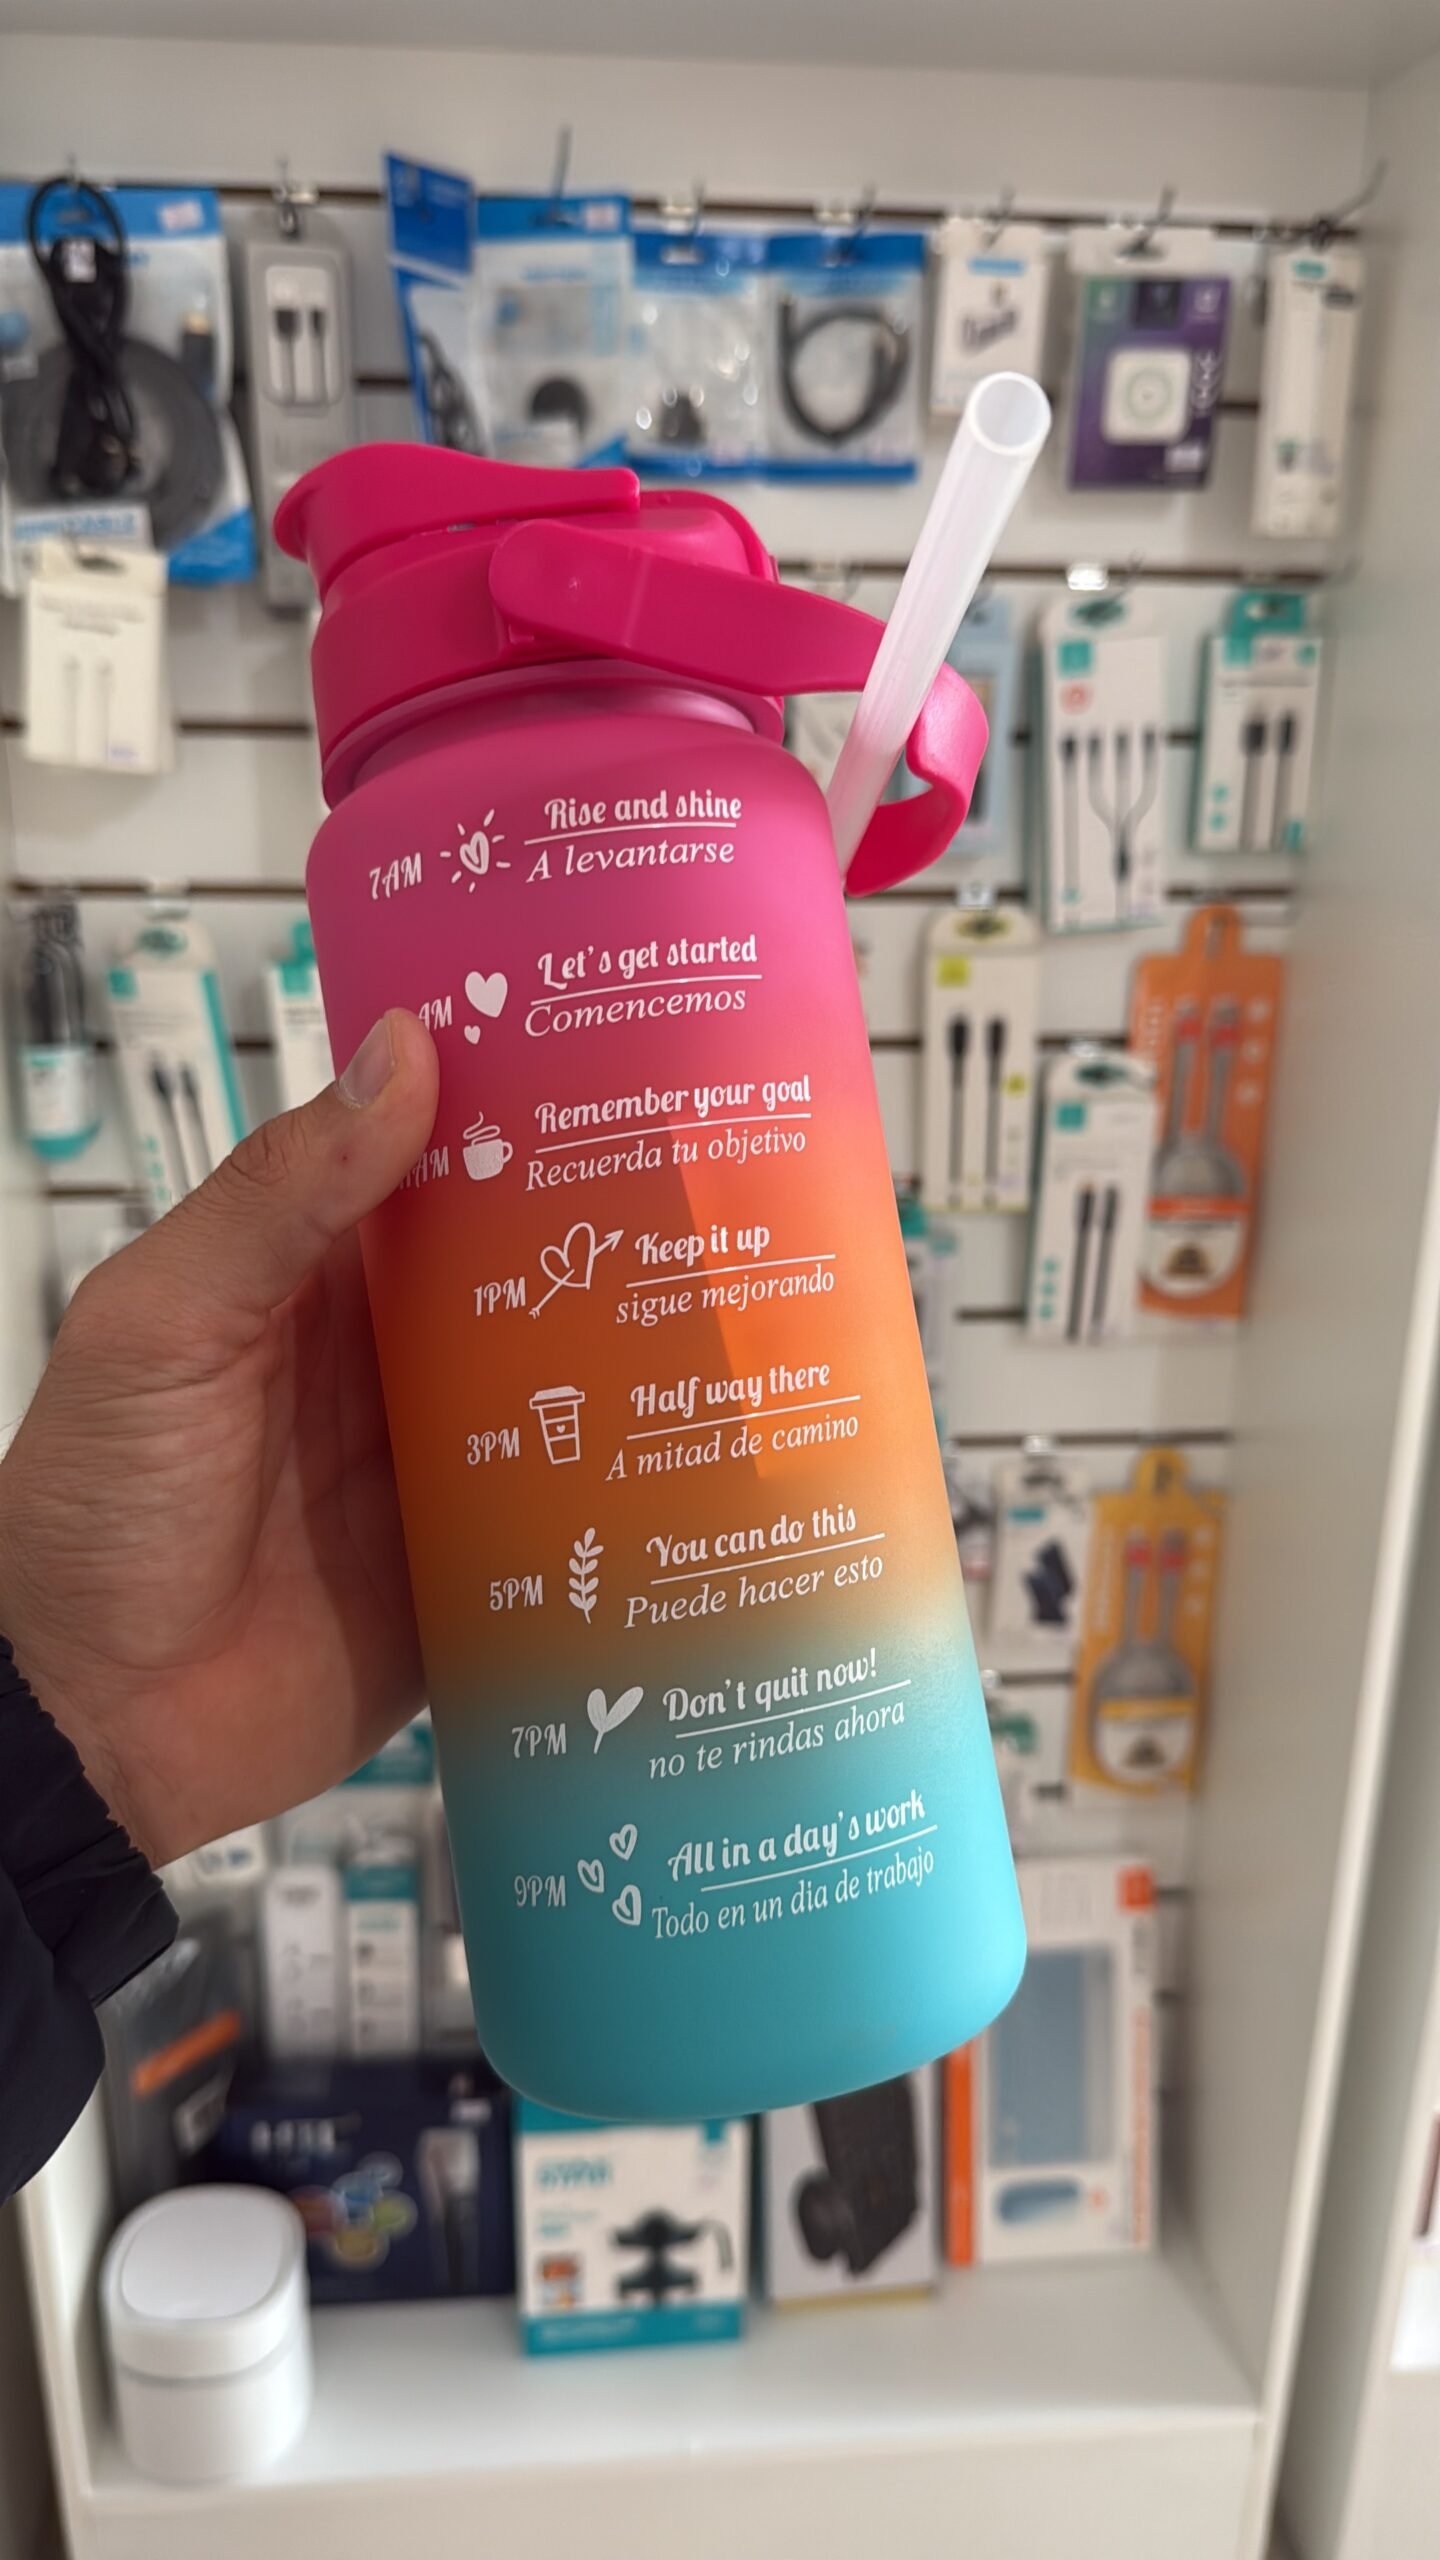 7AM
Rise and shine
A levantarse
AM
Let's get started
Comencemos
AM
Remember your goal
Recuerda tu objetivo
1PM
Keep it up
sigue mejorando
3PM
Half way there
A mitad de camino
5PM
You can do this
Puede hacer esto
7PM
Don't quit now!
no te rindas ahora
9PM
All in a day's work
Todo en un dia de trabajo